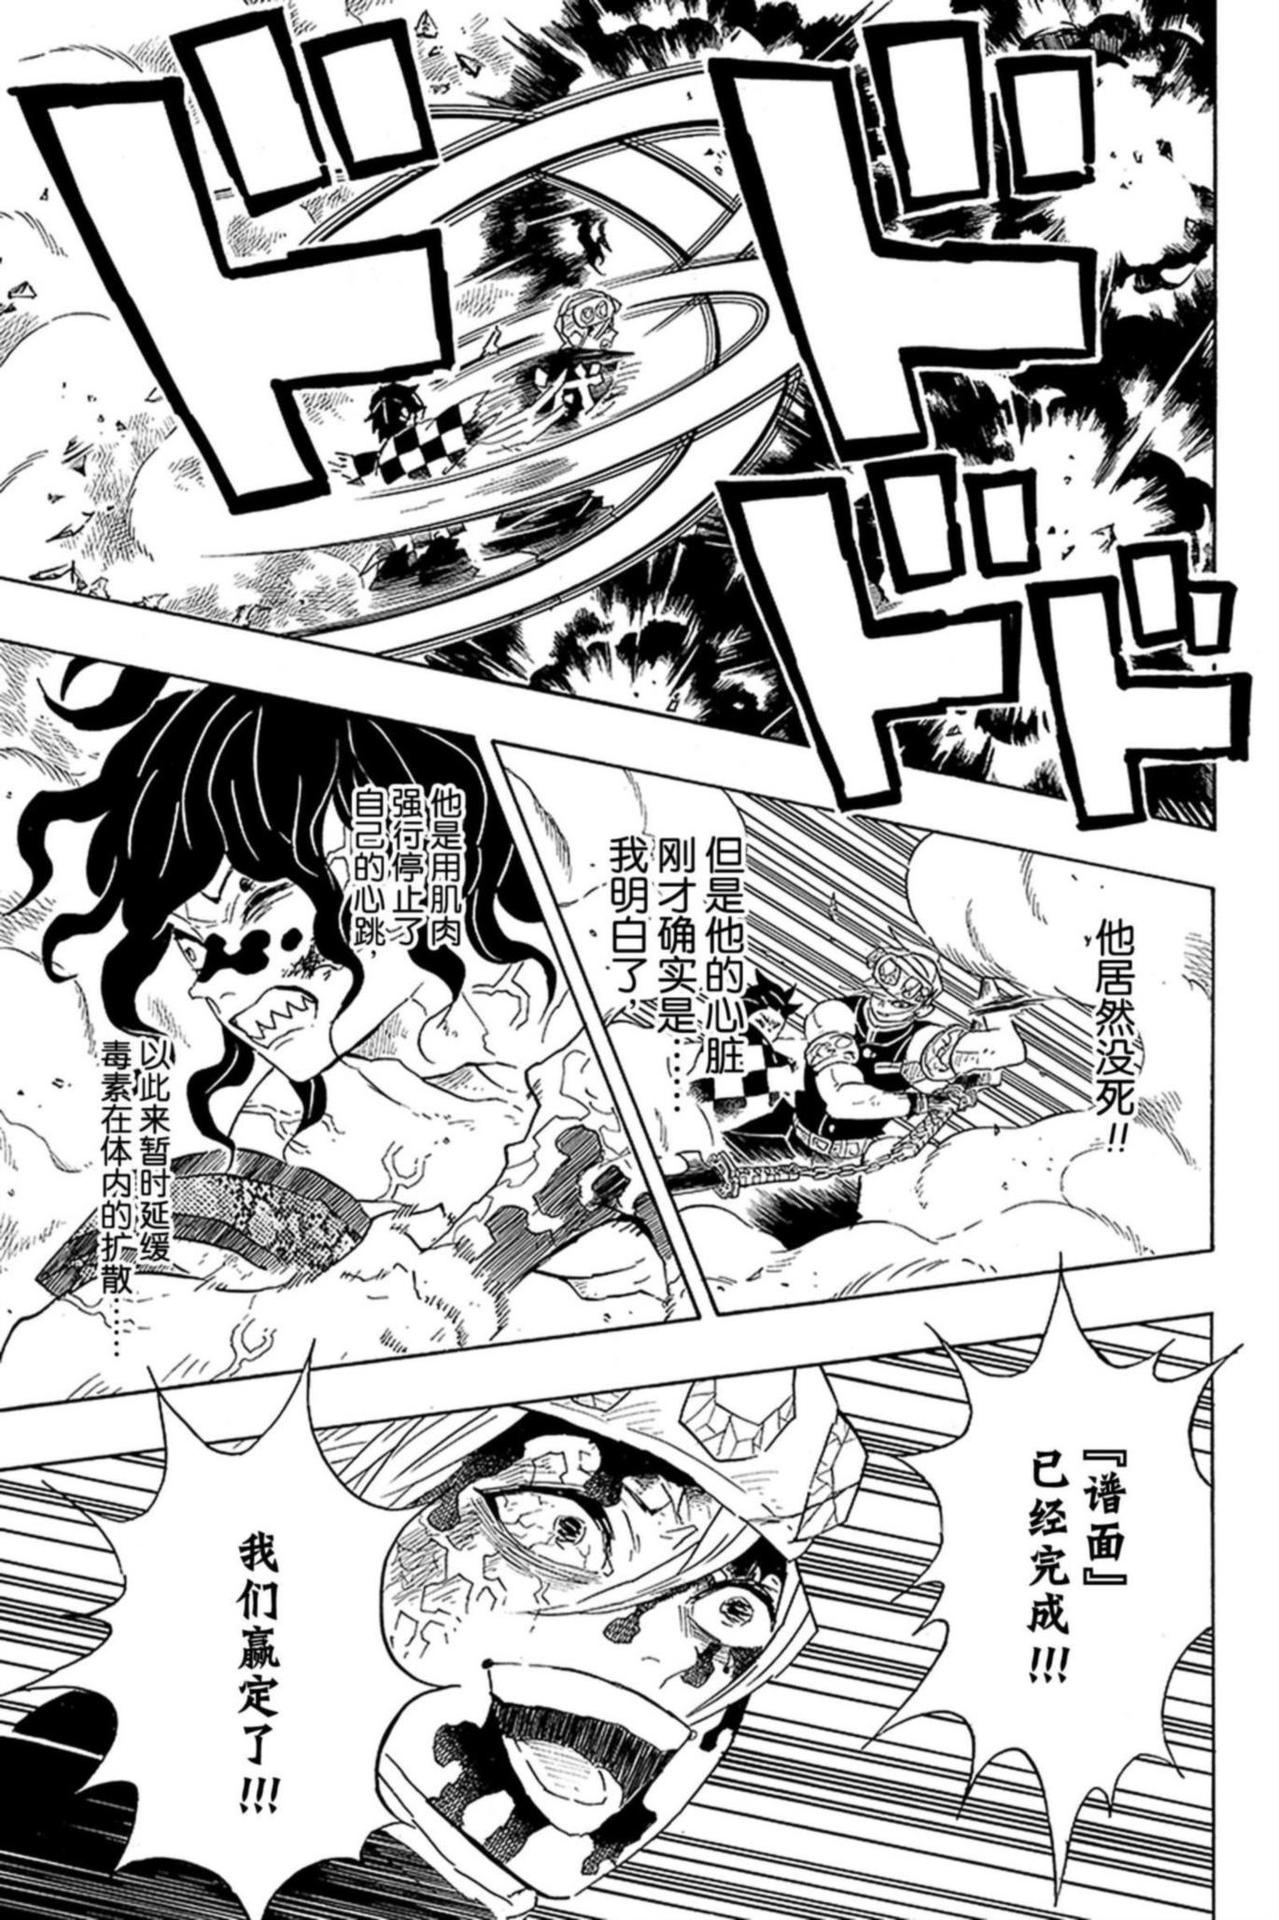 ドドドド
他居然没死!!
但是他的心脏
刚才确实是……
我明白了,
他是用肌肉
强行停止了
自己的心跳,
以此来暂时延缓
毒素在体内的扩散……
『谱面』
已经完成!!!
我们赢定了!!!